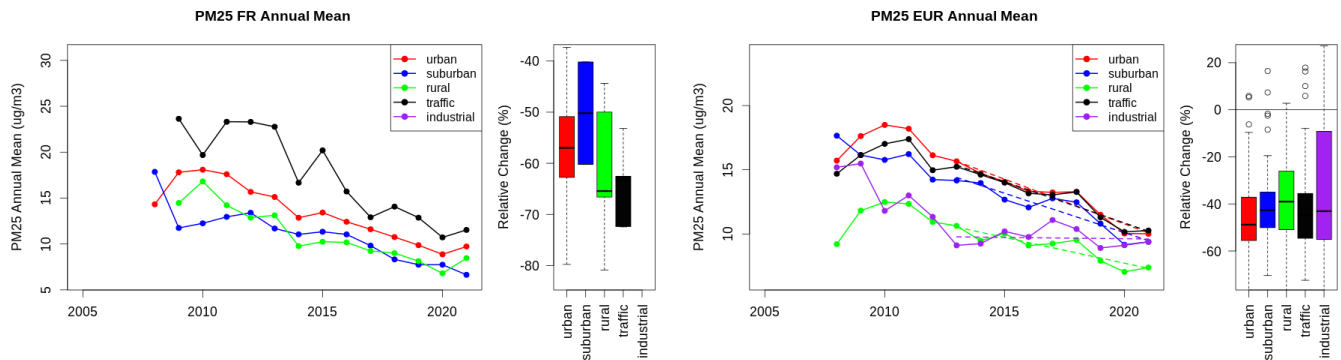 PM25 FR Annual Mean
PM25 Annual Mean (ug/m3)
30
25
20
15
10
5
2005
2010
2015
2020
urban
suburban
rural
traffic
industrial
Relative Change (%)
-40
-50
-60
-70
-80
urban
suburban
rural
traffic
industrial
PM25 EUR Annual Mean
PM25 Annual Mean (ug/m3)
20
15
10
2005
2010
2015
2020
urban
suburban
rural
traffic
industrial
Relative Change (%)
20
0
-20
-40
-60
urban
suburban
rural
traffic
industrial